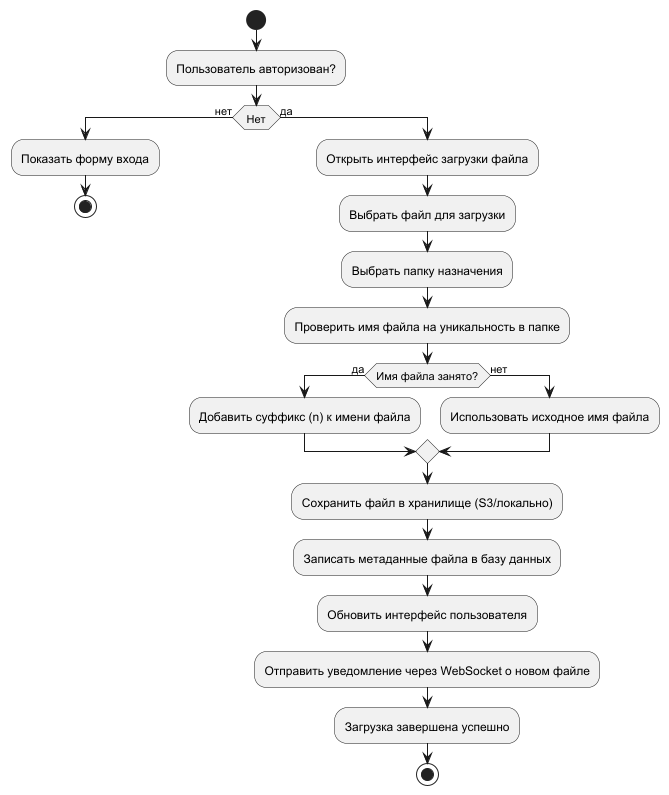 Пользователь авторизован?
нет
Нет
да
Показать форму входа
Открыть интерфейс загрузки файла
Выбрать файл для загрузки
Выбрать папку назначения
Проверить имя файла на уникальность в папке
да
Имя файла занято?
нет
Добавить суффикс (n) к имени файла
Использовать исходное имя файла
Сохранить файл в хранилище (S3/локально)
Записать метаданные файла в базу данных
Обновить интерфейс пользователя
Отправить уведомление через WebSocket о новом файле
Загрузка завершена успешно